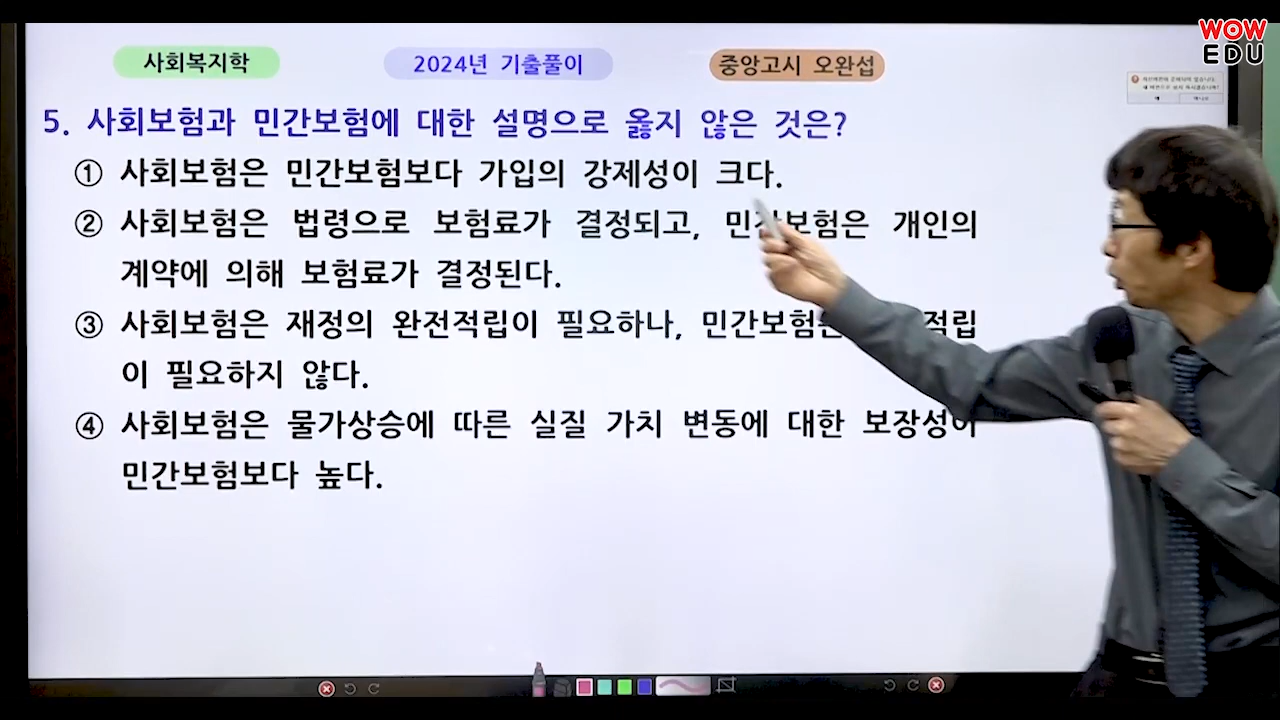 WOW
EDU
사회복지학 2024년 기출풀이 중앙고시 오완섭
5. 사회보험과 민간보험에 대한 설명으로 옳지 않은 것은?
① 사회보험은 민간보험보다 가입의 강제성이 크다.
② 사회보험은 법령으로 보험료가 결정되고, 민간보험은 개인의
계약에 의해 보험료가 결정된다.
③ 사회보험은 재정의 완전적립이 필요하나, 민간보험은 적립
이 필요하지 않다.
④ 사회보험은 물가상승에 따른 실질 가치 변동에 대한 보장성이
민간보험보다 높다.